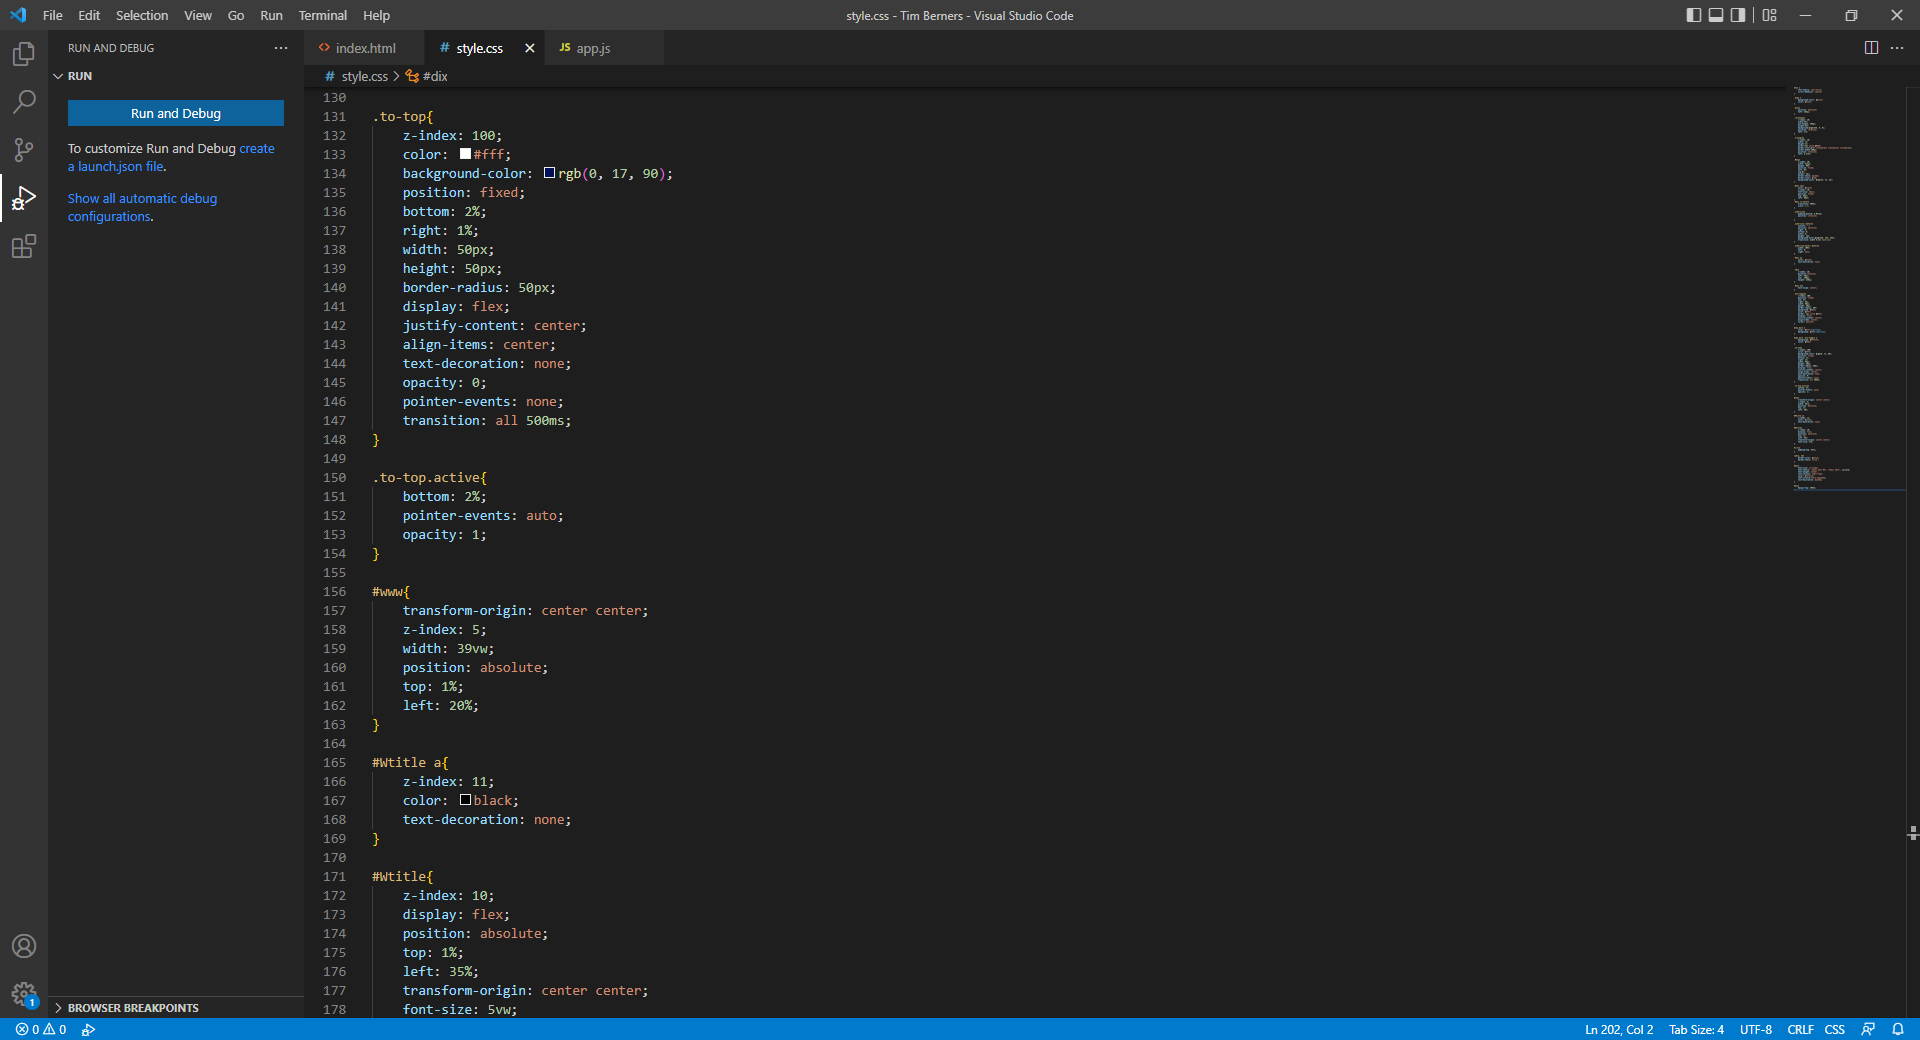 File Edit Selection View Go Run Terminal Help
style.css - Tim Berners - Visual Studio Code
RUN AND DEBUG
RUN
Run and Debug
To customize Run and Debug create
a launch.json file.
Show all automatic debug
configurations.
BROWSER BREAKPOINTS
1
<> index.html
# style.css
JS app.js
# style.css > #dix
130
131 .to-top{
132     z-index: 100;
133     color: #fff;
134     background-color: rgb(0, 17, 90);
135     position: fixed;
136     bottom: 2%;
137     right: 1%;
138     width: 50px;
139     height: 50px;
140     border-radius: 50px;
141     display: flex;
142     justify-content: center;
143     align-items: center;
144     text-decoration: none;
145     opacity: 0;
146     pointer-events: none;
147     transition: all 500ms;
148 }
149
150 .to-top.active{
151     bottom: 2%;
152     pointer-events: auto;
153     opacity: 1;
154 }
155
156 #www{
157     transform-origin: center center;
158     z-index: 5;
159     width: 39vw;
160     position: absolute;
161     top: 1%;
162     left: 20%;
163 }
164
165 #Wtitle a{
166     z-index: 11;
167     color: black;
168     text-decoration: none;
169 }
170
171 #Wtitle{
172     z-index: 10;
173     display: flex;
174     position: absolute;
175     top: 1%;
176     left: 35%;
177     transform-origin: center center;
178     font-size: 5vw;
0 0
Ln 202, Col 2 Tab Size: 4 UTF-8 CRLF CSS